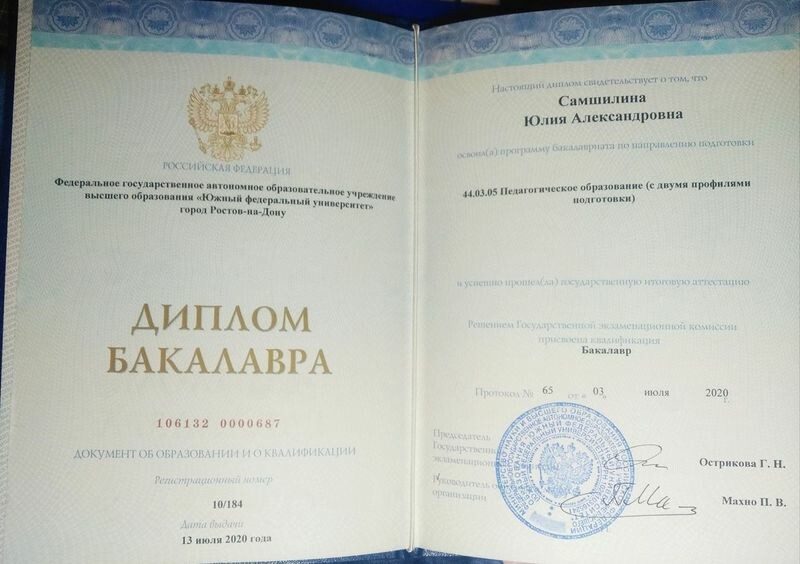 РОССИЙСКАЯ ФЕДЕРАЦИЯ
Федеральное государственное автономное образовательное учреждение
высшего образования «Южный федеральный университет»
город Ростов-на-Дону
ДИПЛОМ
БАКАЛАВРА
106132 0000687
ДОКУМЕНТ ОБ ОБРАЗОВАНИИ И О КВАЛИФИКАЦИИ
Регистрационный номер
10/184
Дата выдачи
13 июля 2020 года
Настоящий диплом свидетельствует о том, что
Самшилина
Юлия Александровна
освоил(а) программу бакалавриата по направлению подготовки
44.03.05 Педагогическое образование (с двумя профилями
подготовки)
и успешно прошел(ла) государственную итоговую аттестацию
Решением Государственной экзаменационной комиссии
присвоена квалификация
Бакалавр
Протокол № 65 от « 03 » июля 2020 г.
Председатель
Государственной
экзаменационной
Острикова Г. Н.
Руководитель
организации
Махно П. В.